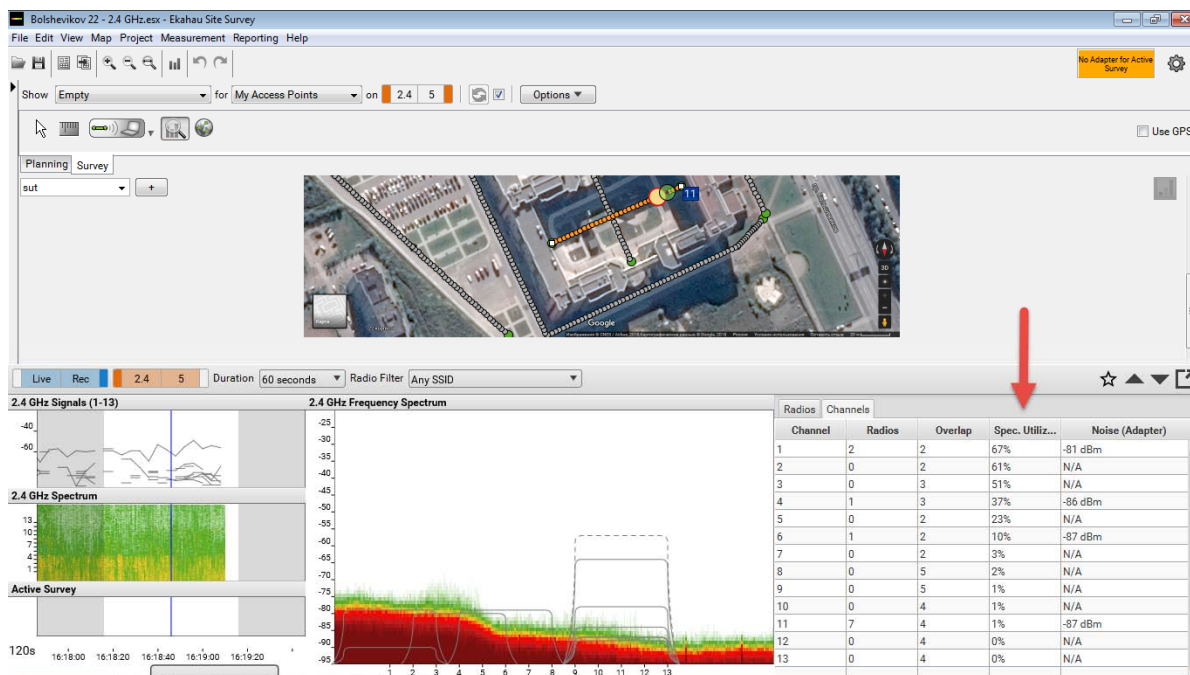 Bolshevikov 22 - 2.4 GHz.esx - Ekahau Site Survey
File Edit View Map Project Measurement Reporting Help
No Adapter for Active
Survey
Show Empty for My Access Points on 2.4 5 Options
Use GPS
Planning Survey
sut +
11
3D
Google
Live Rec 2.4 5 Duration 60 seconds Radio Filter Any SSID
2.4 GHz Signals (1-13)
-40
-60
2.4 GHz Spectrum
13
10
7
4
1
Active Survey
120s
16:18:00 16:18:20 16:18:40 16:19:00 16:19:20
2.4 GHz Frequency Spectrum
-25
-30
-35
-40
-45
-50
-55
-60
-65
-70
-75
-80
-85
-90
-95
1 2 3 4 5 6 7 8 9 10 11 12 13
Radios Channels
Channel Radios Overlap Spec. Utiliz... Noise (Adapter)
1 2 2 67% -81 dBm
2 0 2 61% N/A
3 0 3 51% N/A
4 1 3 37% -86 dBm
5 0 2 23% N/A
6 1 2 10% -87 dBm
7 0 2 3% N/A
8 0 5 2% N/A
9 0 5 1% N/A
10 0 4 1% N/A
11 7 4 1% -87 dBm
12 0 4 0% N/A
13 0 4 0% N/A